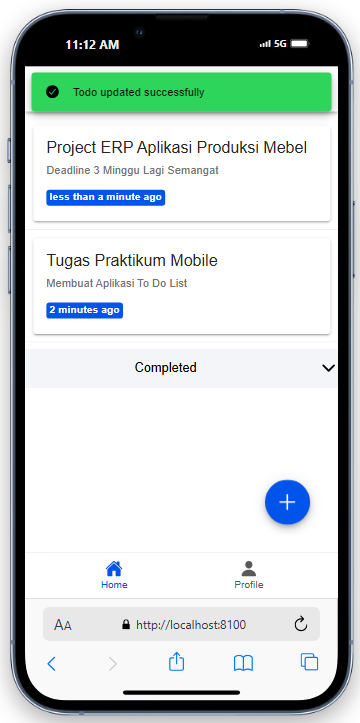 11:12 AM
5G
Todo updated successfully
Project ERP Aplikasi Produksi Mebel
Deadline 3 Minggu Lagi Semangat
less than a minute ago
Tugas Praktikum Mobile
Membuat Aplikasi To Do List
2 minutes ago
Completed
Home
Profile
AA
http://localhost:8100